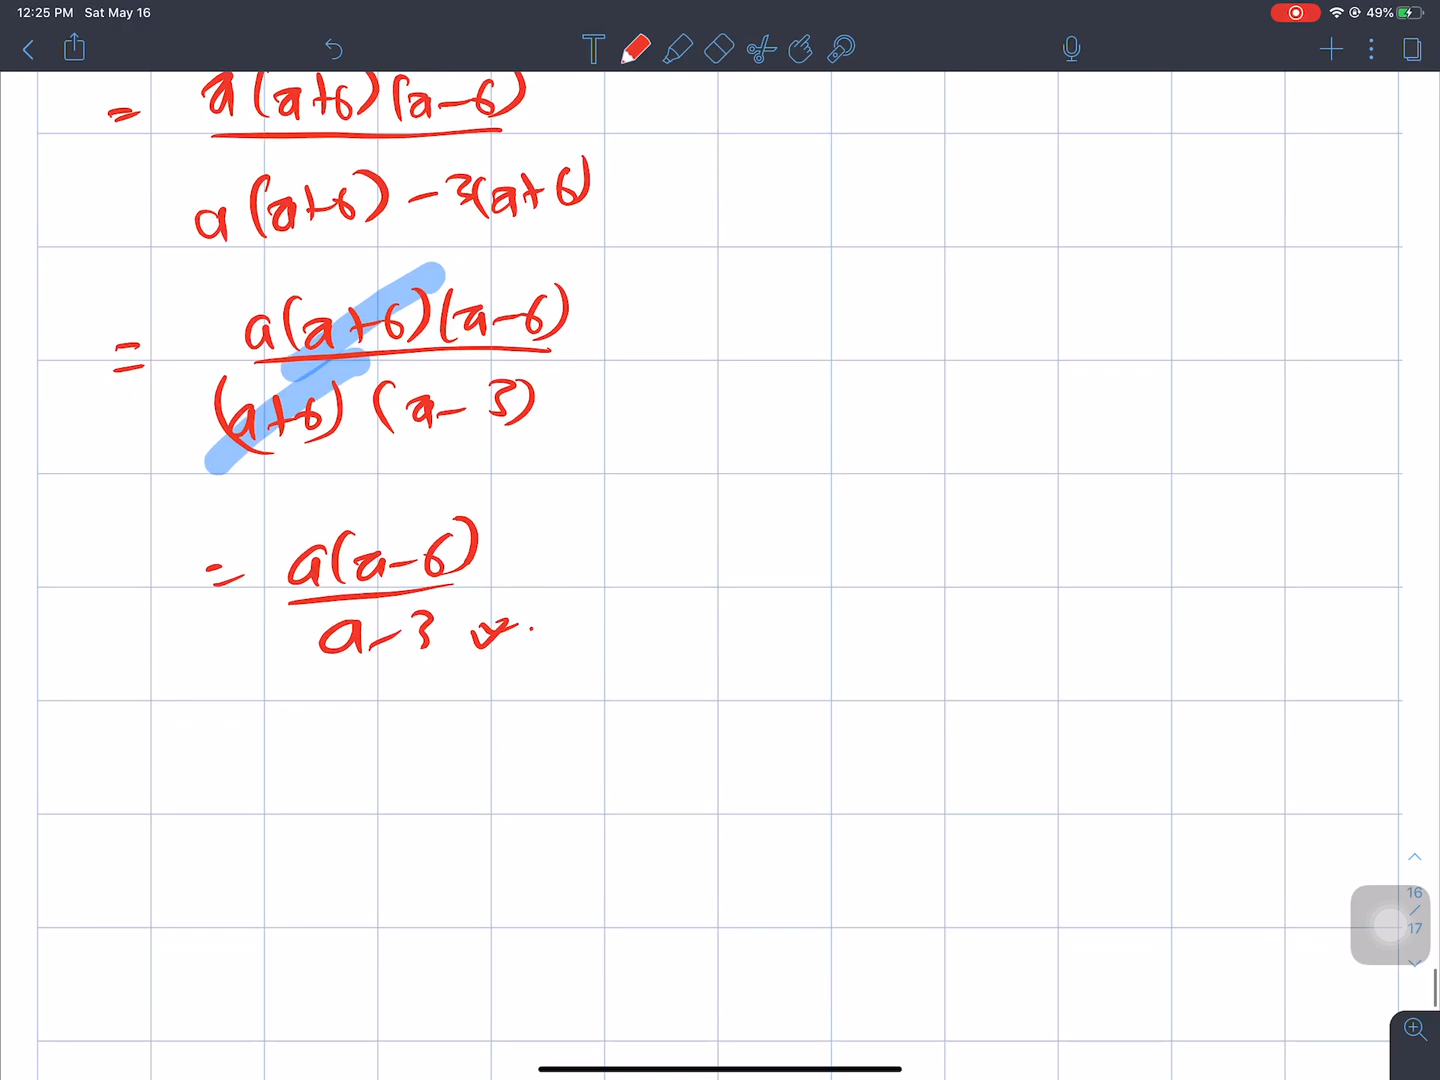 12:25 PM Sat May 16 49%
T
= a(a+6)(a-6)
a(a+6) - 3(a+6)
= a(a+6)(a-6)
(a+6) (a-3)
= a(a-6)
a-3
16
/
17